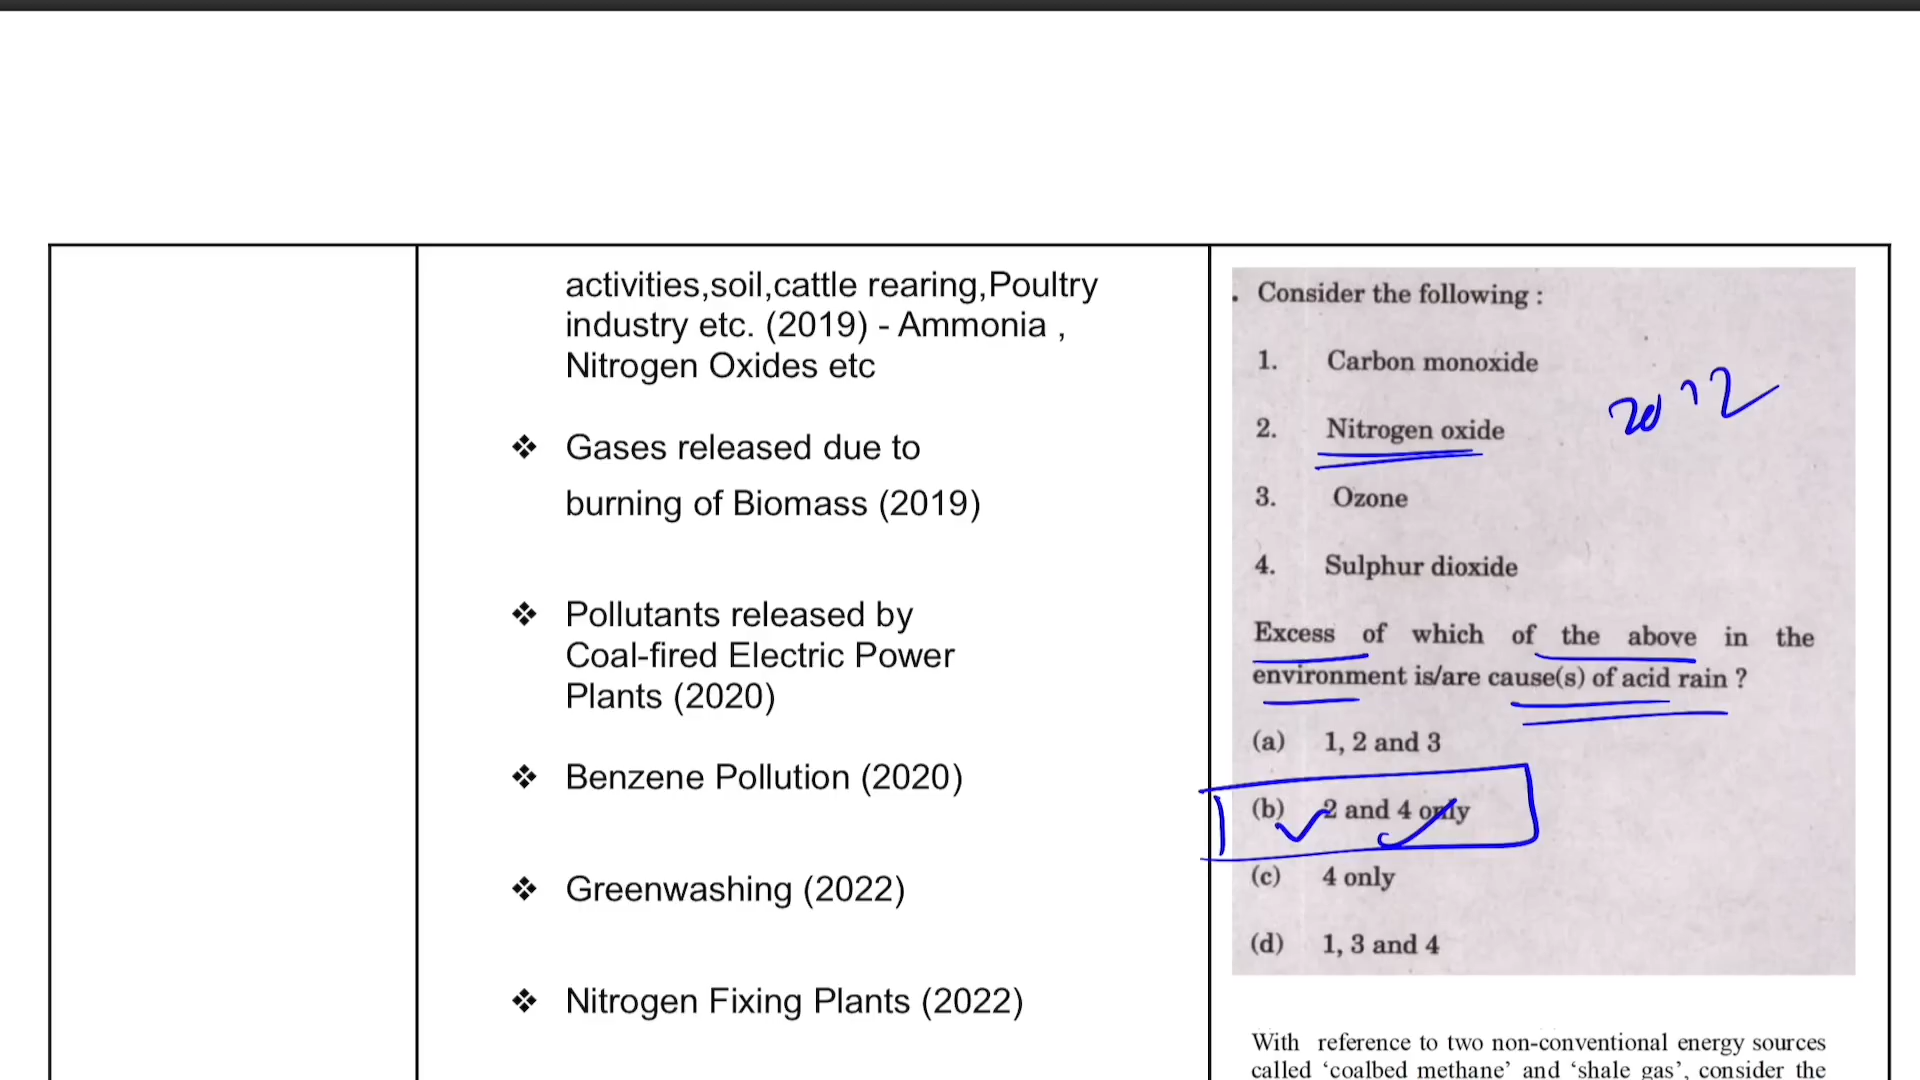 activities,soil,cattle rearing,Poultry
industry etc. (2019) - Ammonia ,
Nitrogen Oxides etc
❖ Gases released due to
burning of Biomass (2019)
❖ Pollutants released by
Coal-fired Electric Power
Plants (2020)
❖ Benzene Pollution (2020)
❖ Greenwashing (2022)
❖ Nitrogen Fixing Plants (2022)
. Consider the following :
1. Carbon monoxide
2012
2. Nitrogen oxide
3. Ozone
4. Sulphur dioxide
Excess of which of the above in the
environment is/are cause(s) of acid rain ?
(a) 1, 2 and 3
(b) 2 and 4 only
(c) 4 only
(d) 1, 3 and 4
With reference to two non-conventional energy sources
called ‘coalbed methane’ and ‘shale gas’, consider the